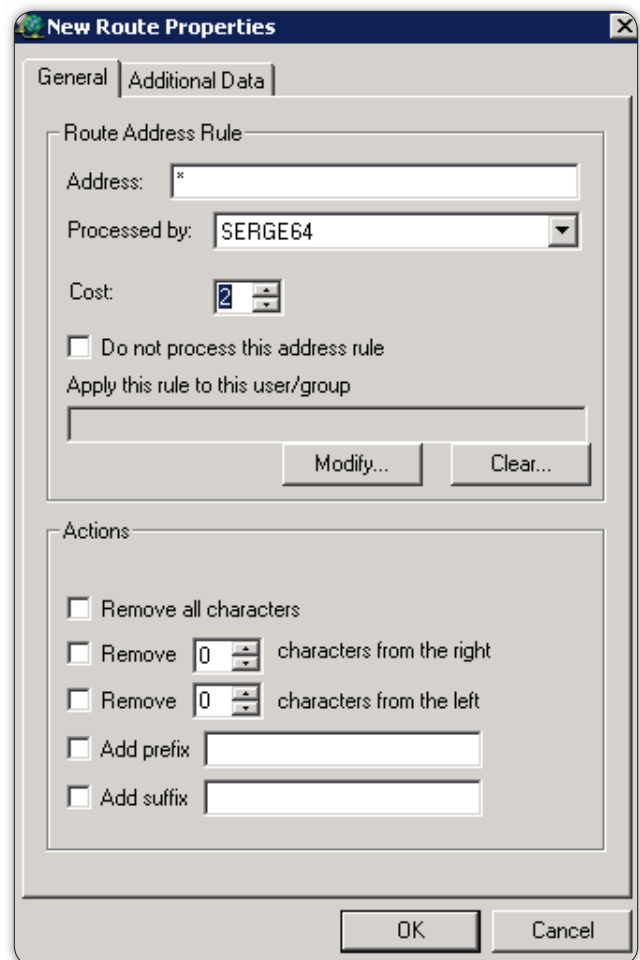 New Route Properties
General Additional Data
Route Address Rule
Address: *
Processed by: SERGE64
Cost: 2
Do not process this address rule
Apply this rule to this user/group
Modify... Clear...
Actions
Remove all characters
Remove 0 characters from the right
Remove 0 characters from the left
Add prefix
Add suffix
OK Cancel